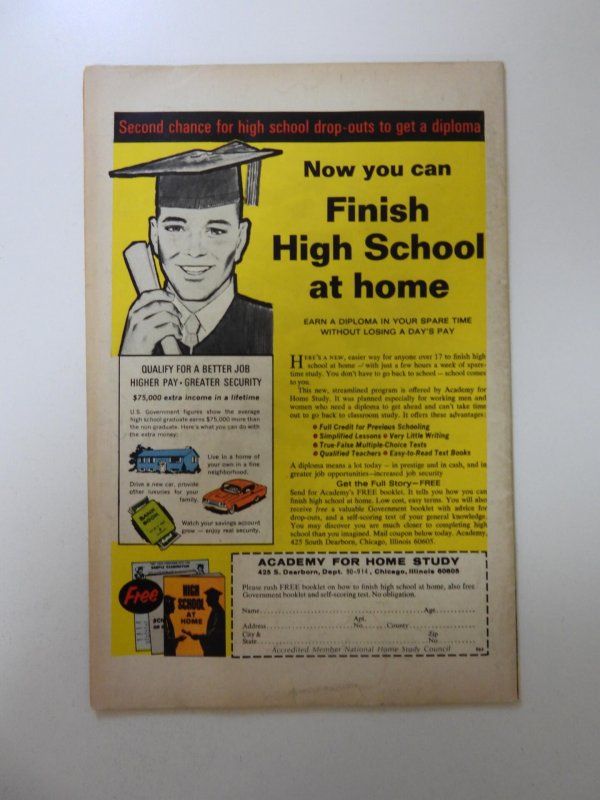 Second chance for high school drop-outs to get a diploma
Now you can
Finish
High School
at home
EARN A DIPLOMA IN YOUR SPARE TIME
WITHOUT LOSING A DAY'S PAY
QUALIFY FOR A BETTER JOB
HIGHER PAY • GREATER SECURITY
$75,000 extra income in a lifetime
U.S. Government figures show the average
high school graduate earns $75,000 more than
the non-graduate. Here's what you can do with
the extra money:
Live in a home of
your own in a fine
neighborhood.
Drive a new car, provide
other luxuries for your
family.
BANK
BOOK
Watch your savings account
grow — enjoy real security.
HERE'S A NEW, easier way for anyone over 17 to finish high
school at home — with just a few hours a week of spare-
time study. You don't have to go back to school — school comes
to you.
This new, streamlined program is offered by Academy for
Home Study. It was planned especially for working men and
women who need a diploma to get ahead and can't take time
out to go back to classroom study. It offers these advantages:
• Full Credit for Previous Schooling
• Simplified Lessons • Very Little Writing
• True-False Multiple-Choice Tests
• Qualified Teachers • Easy-to-Read Text Books
A diploma means a lot today — in prestige and in cash, and in
greater job opportunities—increased job security
Get the Full Story—FREE
Send for Academy's FREE booklet. It tells you how you can
finish high school at home. Low cost, easy terms. You will also
receive free a valuable Government booklet with advice for
drop-outs, and a self-scoring test of your general knowledge.
You may discover you are much closer to completing high
school than you imagined. Mail coupon below today. Academy,
425 South Dearborn, Chicago, Illinois 60605.
Free
SAMPLE EXAMINATION
HIGH
SCHOOL
AT
HOME
ACADEMY FOR HOME STUDY
425 S. Dearborn, Dept. 90-914, Chicago, Illinois 60605
Please rush FREE booklet on how to finish high school at home, also free
Government booklet and self-scoring test. No obligation.
Name Age
Address Apt. No. County
City & State Zip No.
Accredited Member National Home Study Council